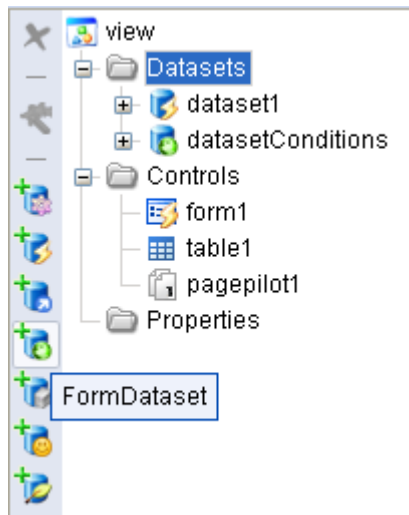 view
Datasets
dataset1
datasetConditions
Controls
form1
table1
pagepilot1
Properties
FormDataset